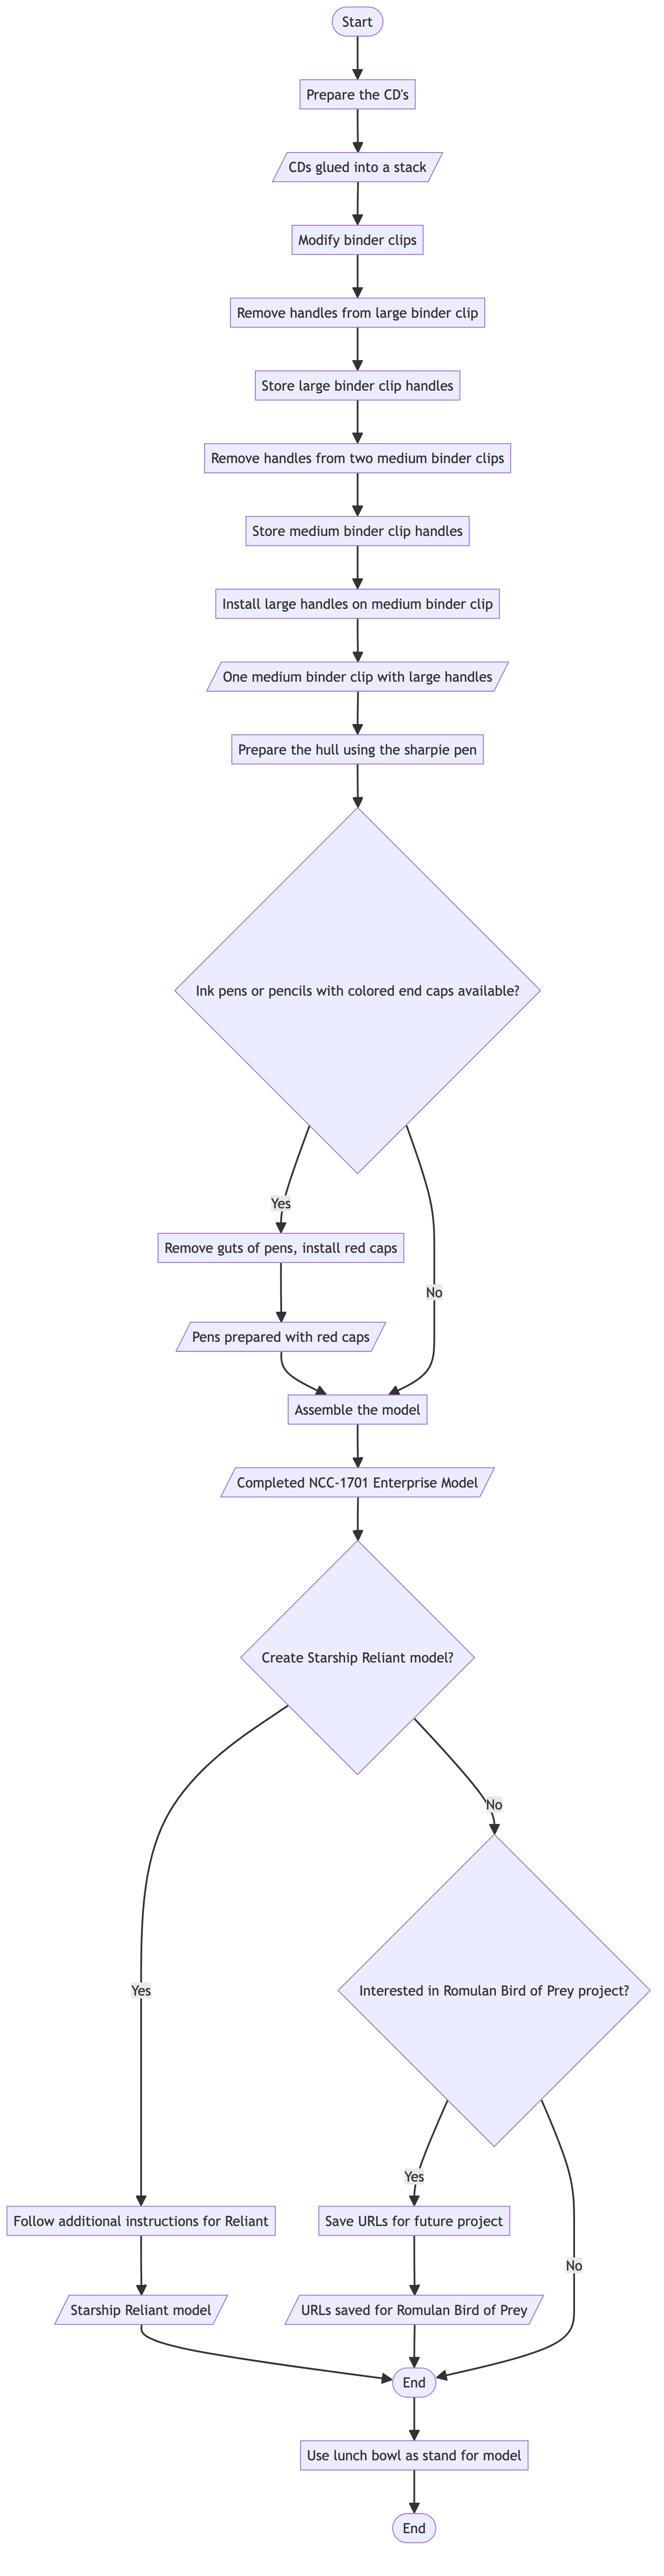 Start
Prepare the CD's
CDs glued into a stack
Modify binder clips
Remove handles from large binder clip
Store large binder clip handles
Remove handles from two medium binder clips
Store medium binder clip handles
Install large handles on medium binder clip
One medium binder clip with large handles
Prepare the hull using the sharpie pen
Ink pens or pencils with colored end caps available?
Yes
Remove guts of pens, install red caps
No
Pens prepared with red caps
Assemble the model
Completed NCC-1701 Enterprise Model
Create Starship Reliant model?
No
Yes
Interested in Romulan Bird of Prey project?
Yes
Follow additional instructions for Reliant
Save URLs for future project
No
Starship Reliant model
URLs saved for Romulan Bird of Prey
End
Use lunch bowl as stand for model
End